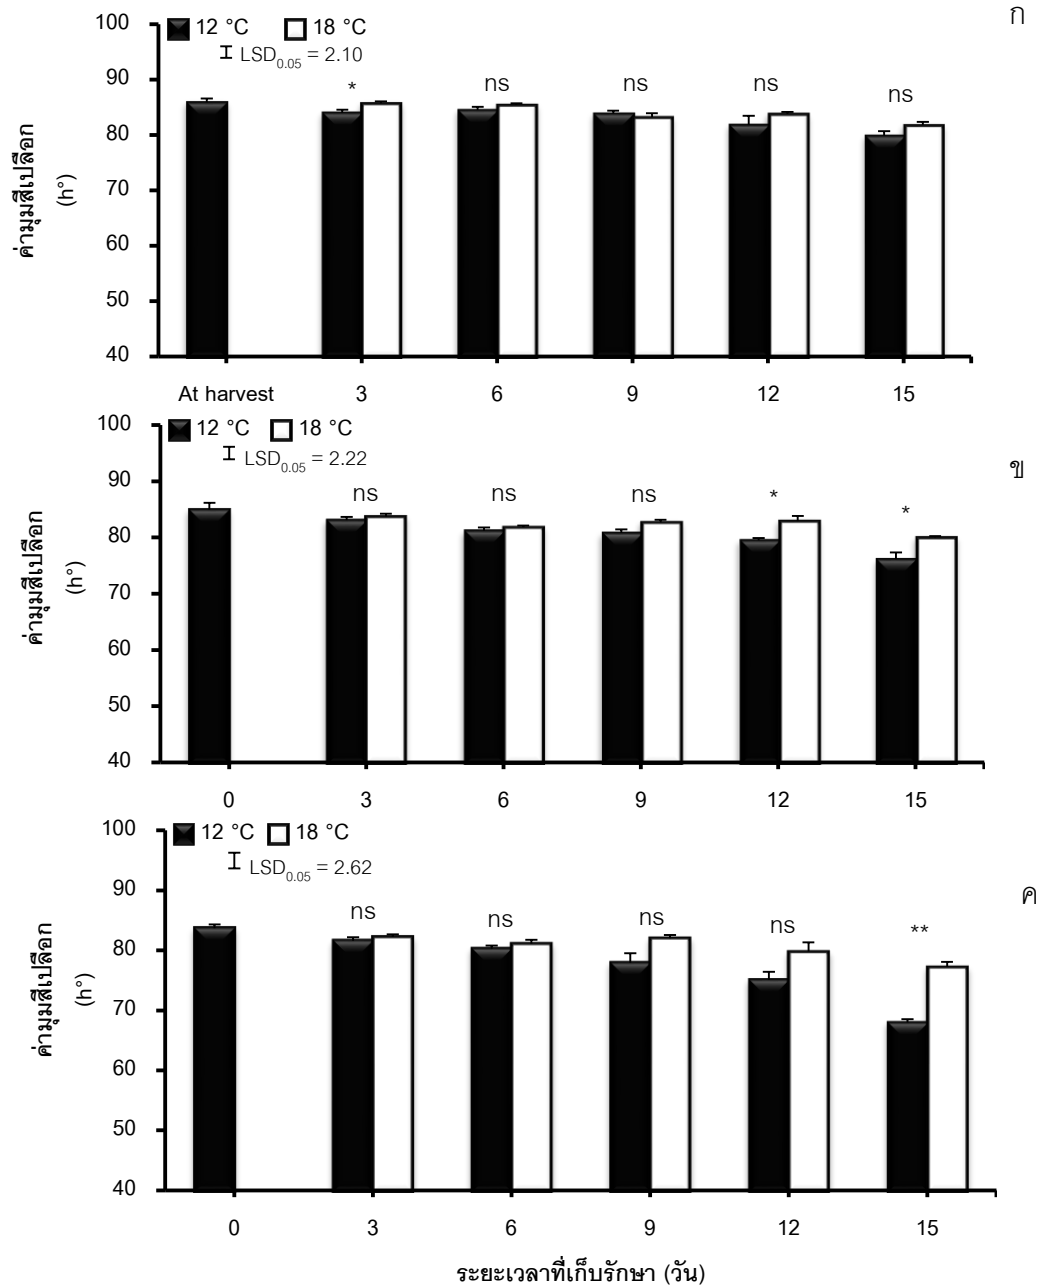 ก
100
12 °C 18 °C
LSD0.05 = 2.10
90
* ns ns ns ns
80
70
60
50
40
ค่ามุมสีเปลือก
(h°)
At harvest 3 6 9 12 15
ข
100
12 °C 18 °C
LSD0.05 = 2.22
90
ns ns ns * *
80
70
60
50
40
ค่ามุมสีเปลือก
(h°)
0 3 6 9 12 15
ค
100
12 °C 18 °C
LSD0.05 = 2.62
90
ns ns ns ns **
80
70
60
50
40
ค่ามุมสีเปลือก
(h°)
0 3 6 9 12 15
ระยะเวลาที่เก็บรักษา (วัน)